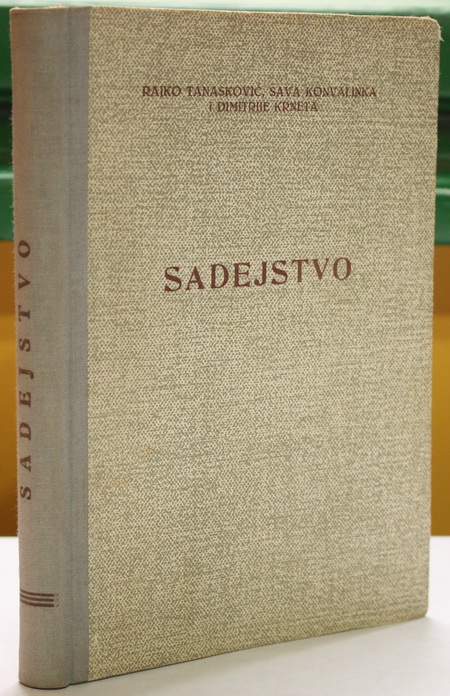 RAJKO TANASKOVIĆ, SAVA KONVALINKA
I DIMITRIJE KRNETA
SADEJSTVO
SADEJSTVO